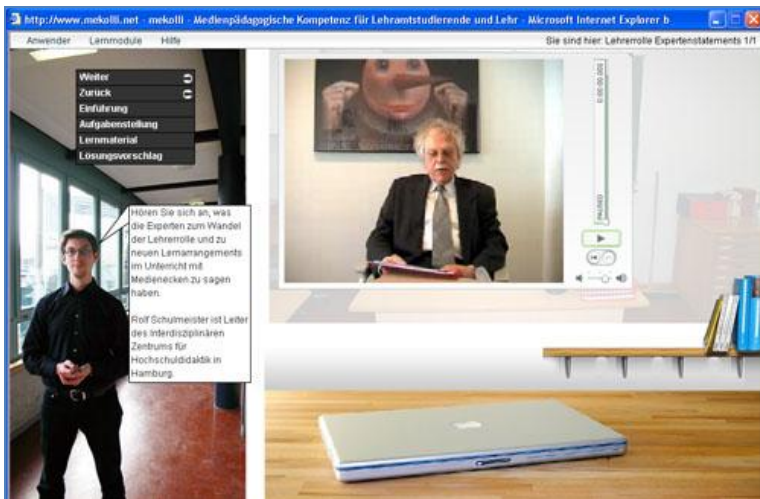 http://www.mekolli.net - mekolli - Medienpädagogische Kompetenz für Lehramtstudierende und Lehr - Microsoft Internet Explorer b
Anwender Lernmodule Hilfe
Sie sind hier: Lehrerrolle Expertenstatements 1/1
Weiter
Zurück
Einführung
Aufgabenstellung
Lernmaterial
Lösungsvorschlag
Hören Sie sich an, was
die Experten zum Wandel
der Lehrerrolle und zu
neuen Lernarrangements
im Unterricht mit
Medienecken zu sagen
haben.
Rolf Schulmeister ist Leiter
des Interdisziplinären
Zentrums für
Hochschuldidaktik in
Hamburg.
PAUSED